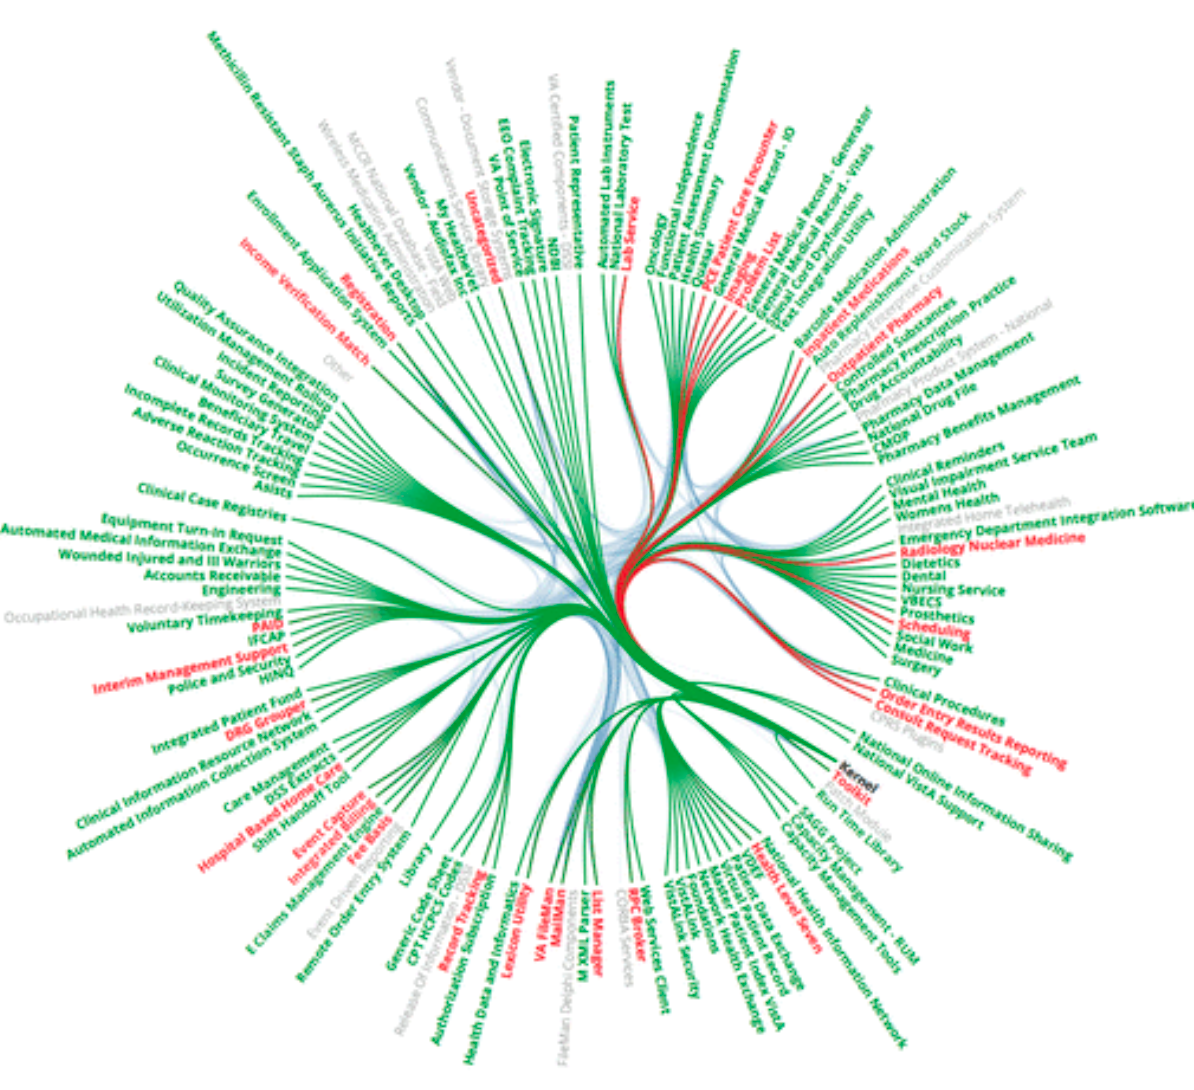 Methicillin Resistant Staph Aurerus Initiative Reports
HealtheVet Desktop
Wireless Medication Administration
MCCR National Database - Field
VistA Web
Vendor - Audiofax Inc
My HealtheVet
Communications Service Library
Uncategorized
Vendor - Document Storage Systems
VA Point of Service
EEO Complaint Tracking
Electronic Signature
NDBI
VA Certified Components - DSSI
Patient Representative
Automated Lab Instruments
National Laboratory Test
Lab Service
Oncology
Functional Independence
Patient Assessment Documentation
Health Summary
Quasar
PCE Patient Care Encounter
General Medical Record - IO
Imaging
Problem List
General Medical Record - Generator
General Medical Record - Vitals
Spinal Cord Dysfunction
Text Integration Utility
Barcode Medication Administration
Inpatient Medications
Auto Replenishment Ward Stock
Pharmacy Enterprise Customization System
Outpatient Pharmacy
Controlled Substances
Pharmacy Prescription Practice
Drug Accountability
Pharmacy Product System - National
Pharmacy Data Management
National Drug File
CMOP
Pharmacy Benefits Management
Clinical Reminders
Visual Impairment Service Team
Mental Health
Womens Health
Integrated Home Telehealth
Emergency Department Integration Software
Radiology Nuclear Medicine
Dietetics
Dental
Nursing Service
VBECS
Prosthetics
Scheduling
Social Work
Medicine
Surgery
Clinical Procedures
Order Entry Results Reporting
Consult Request Tracking
CPRS Plugins
National Online Information Sharing
National VistA Support
Kernel
Toolkit
Patch Module
Run Time Library
SAGG Project
Capacity Management - RUM
Capacity Management Tools
National Health Information Network
Health Level Seven
VDEF
Patient Data Exchange
Virtual Patient Record
Master Patient Index VistA
Network Health Exchange
Foundations
VistALink
VistALink Security
Web Services Client
RPC Broker
CORBA Services
List Manager
M XML Parser
FileMan Delphi Components
MailMan
VA FileMan
Lexicon Utility
Health Data and Informatics
Authorization Subscription
Record Tracking
Release Of Information - DSSI
CPT HCPCS Codes
Generic Code Sheet
Library
Remote Order Entry System
Event Driven Reporting
Fee Basis
E Claims Management Engine
Integrated Billing
Event Capture
Shift Handoff Tool
Hospital Based Home Care
DSS Extracts
Care Management
Automated Information Collection System
Clinical Information Resource Network
DRG Grouper
Integrated Patient Fund
HINQ
Police and Security
Interim Management Support
IFCAP
PAID
Voluntary Timekeeping
Occupational Health Record-Keeping System
Engineering
Accounts Receivable
Wounded Injured and Ill Warriors
Automated Medical Information Exchange
Equipment Turn-In Request
Clinical Case Registries
Asists
Occurrence Screen
Adverse Reaction Tracking
Incomplete Records Tracking
Beneficiary Travel
Clinical Monitoring System
Survey Generator
Incident Reporting
Utilization Management Rollup
Quality Assurance Integration
Other
Income Verification Match
Registration
Enrollment Application System